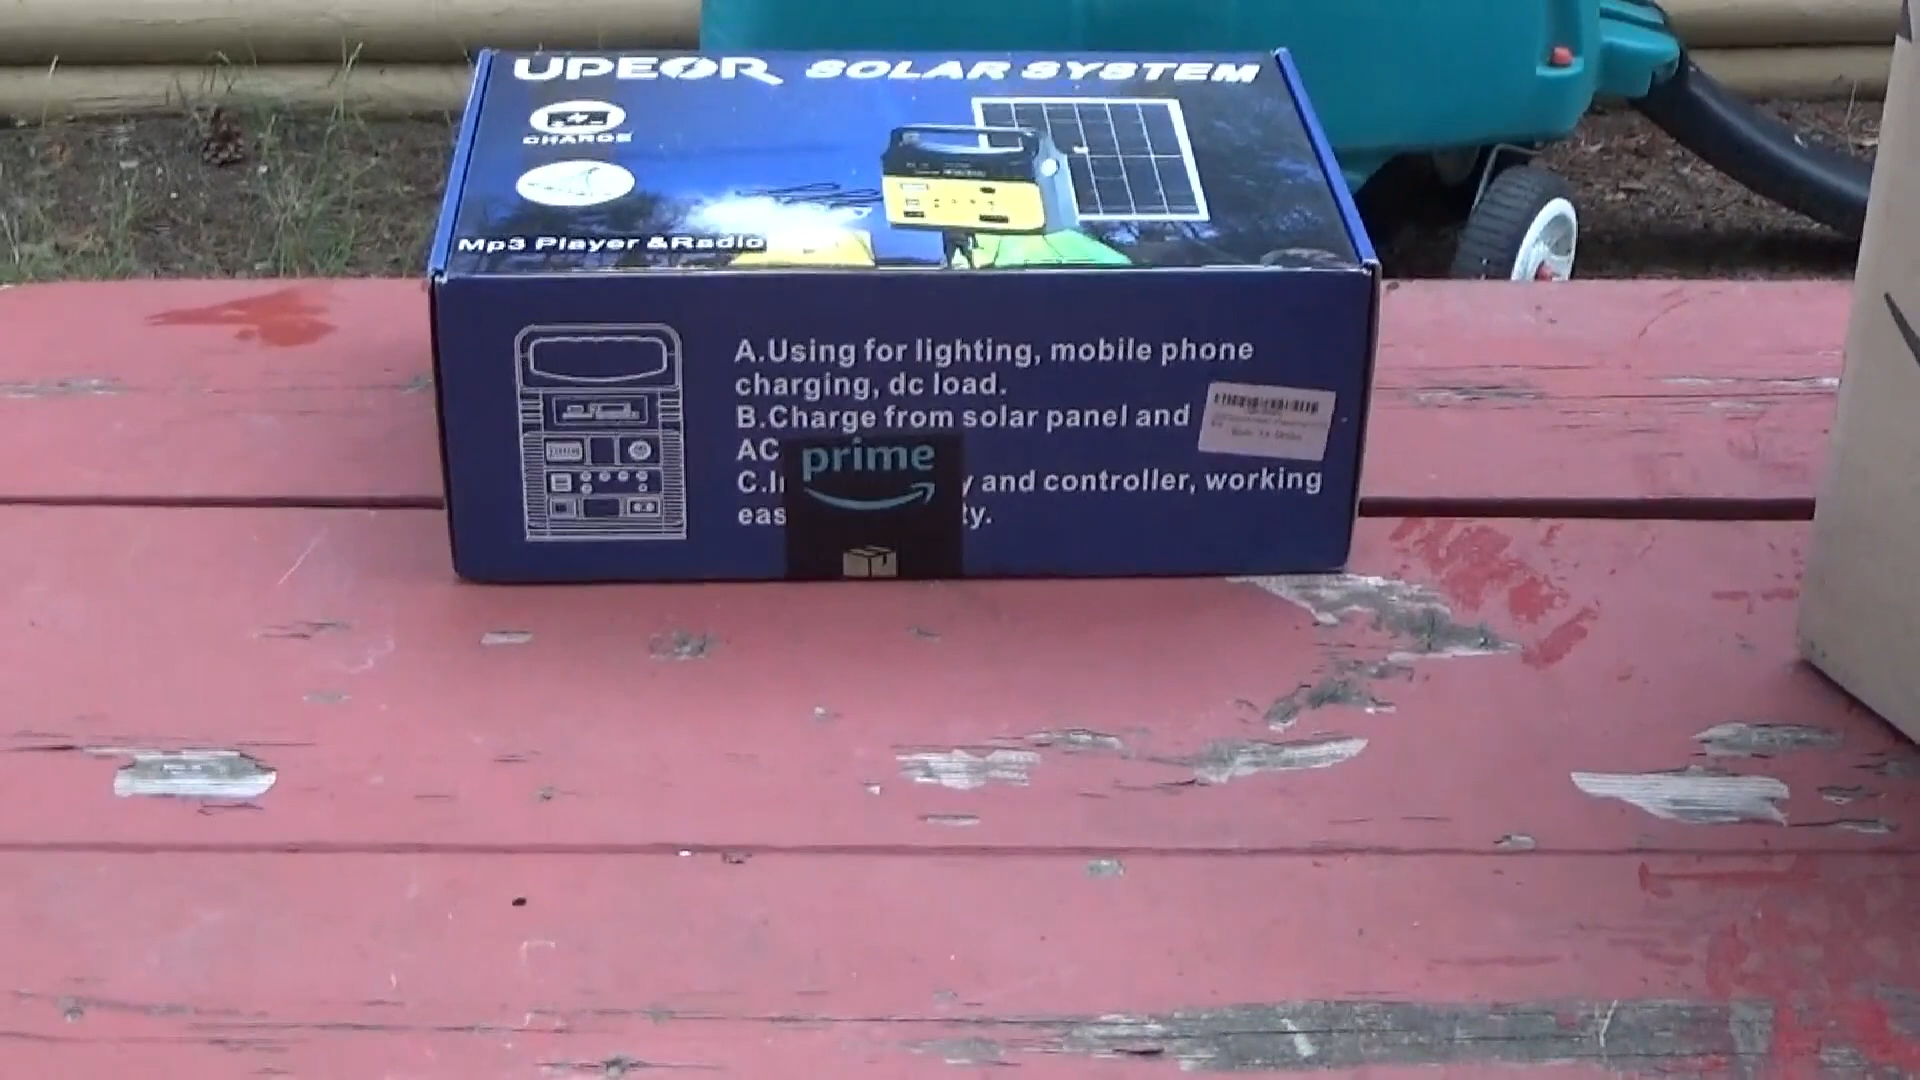 UPEOR SOLAR SYSTEM
CHARGE
Mp3 Player &Radio
A.Using for lighting, mobile phone
charging, dc load.
B.Charge from solar panel and
AC
prime
C. y and controller, working
ty.